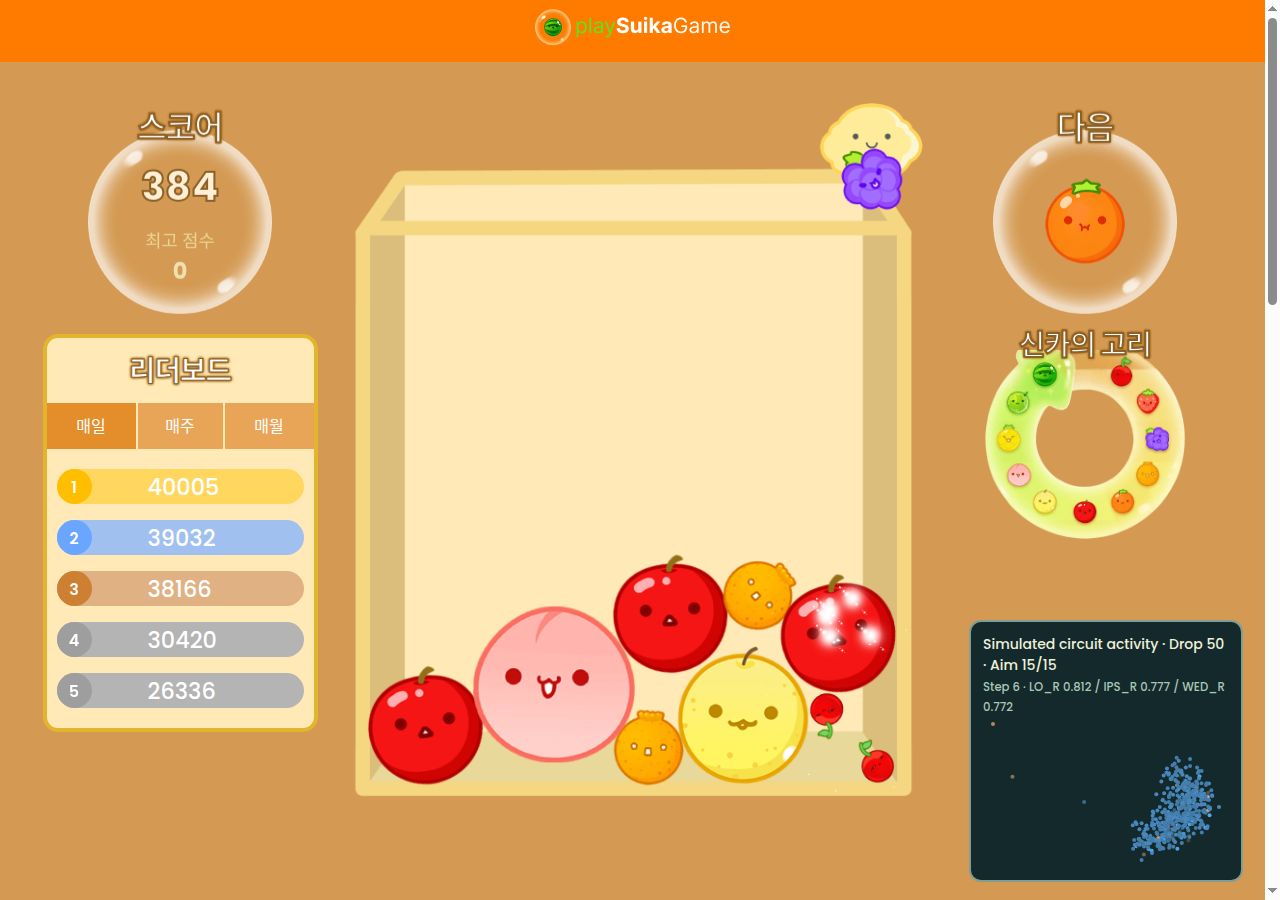 playSuikaGame
스코어
384
최고 점수
0
다음
신카의 고리
리더보드
매일
매주
매월
1
40005
2
39032
3
38166
4
30420
5
26336
Simulated circuit activity · Drop 50
· Aim 15/15
Step 6 · LO_R 0.812 / IPS_R 0.777 / WED_R
0.772